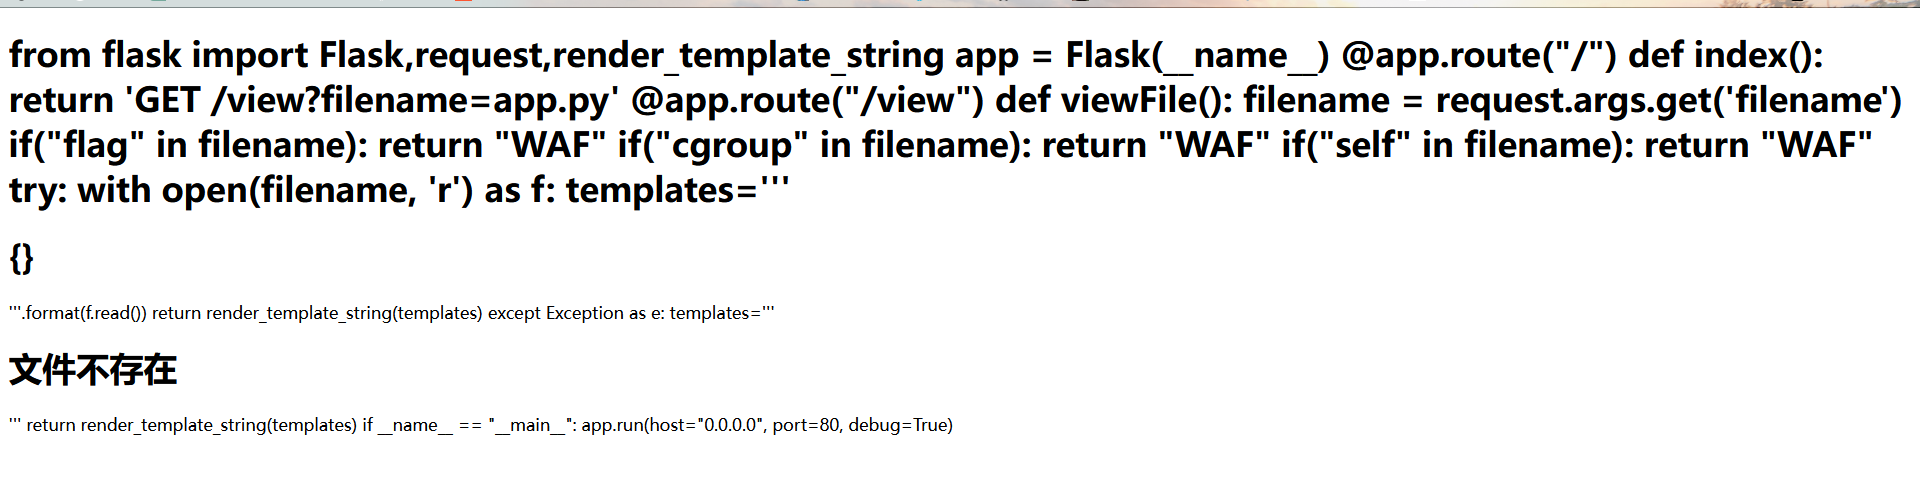 from flask import Flask,request,render_template_string app = Flask(__name__) @app.route("/") def index():
return 'GET /view?filename=app.py' @app.route("/view") def viewFile(): filename = request.args.get('filename')
if("flag" in filename): return "WAF" if("cgroup" in filename): return "WAF" if("self" in filename): return "WAF"
try: with open(filename, 'r') as f: templates='''
{}
'''.format(f.read()) return render_template_string(templates) except Exception as e: templates='''
文件不存在
''' return render_template_string(templates) if __name__ == "__main__": app.run(host="0.0.0.0", port=80, debug=True)